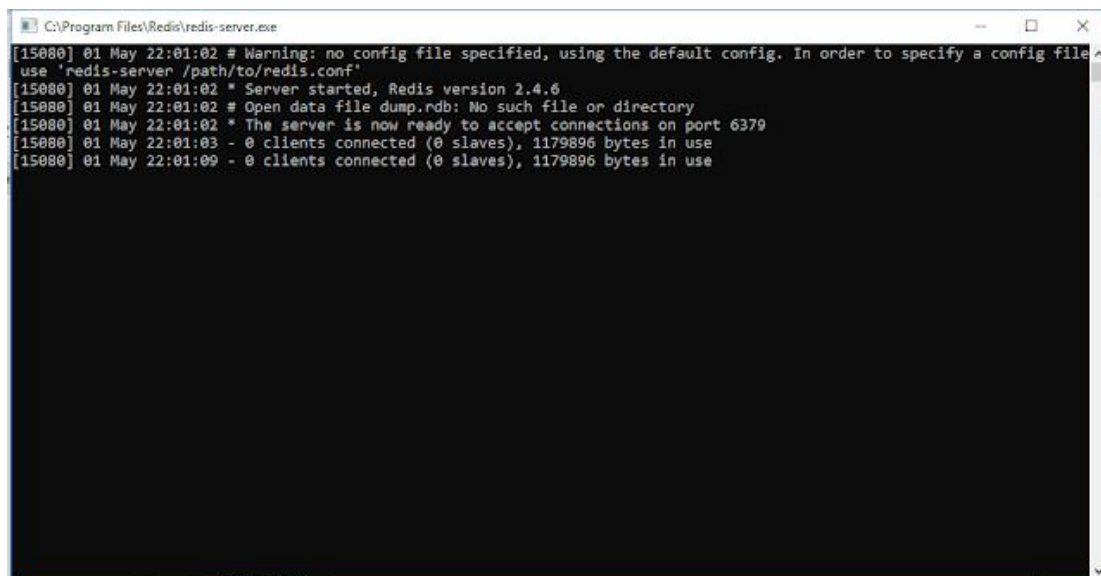 C:\Program Files\Redis\redis-server.exe
[15080] 01 May 22:01:02 # Warning: no config file specified, using the default config. In order to specify a config file
use 'redis-server /path/to/redis.conf'
[15080] 01 May 22:01:02 * Server started, Redis version 2.4.6
[15080] 01 May 22:01:02 # Open data file dump.rdb: No such file or directory
[15080] 01 May 22:01:02 * The server is now ready to accept connections on port 6379
[15080] 01 May 22:01:03 - 0 clients connected (0 slaves), 1179896 bytes in use
[15080] 01 May 22:01:09 - 0 clients connected (0 slaves), 1179896 bytes in use